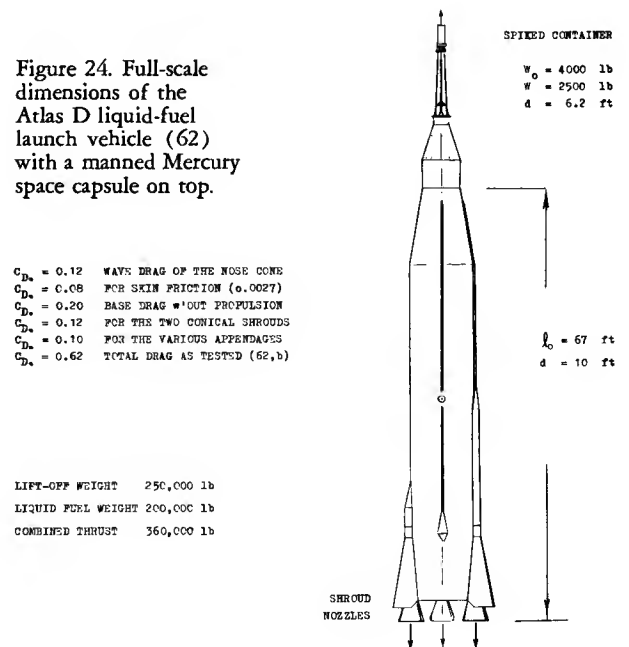 SPIKED CONTAINER
W₀ = 4000 lb
W = 2500 lb
d = 6.2 ft
Figure 24. Full-scale
dimensions of the
Atlas D liquid-fuel
launch vehicle (62)
with a manned Mercury
space capsule on top.
C_D• = 0.12 WAVE DRAG OF THE NOSE CONE
C_D• = 0.08 FOR SKIN FRICTION (0.0027)
C_D• = 0.20 BASE DRAG W'OUT PROPULSION
C_D• = 0.12 FOR THE TWO CONICAL SHROUDS
C_D• = 0.10 FOR THE VARIOUS APPENDAGES
C_D• = 0.62 TOTAL DRAG AS TESTED (62,b)
ℓ₀ = 67 ft
d = 10 ft
LIFT-OFF WEIGHT 250,000 lb
LIQUID FUEL WEIGHT 200,000 lb
COMBINED THRUST 360,000 lb
SHROUD
NOZZLES